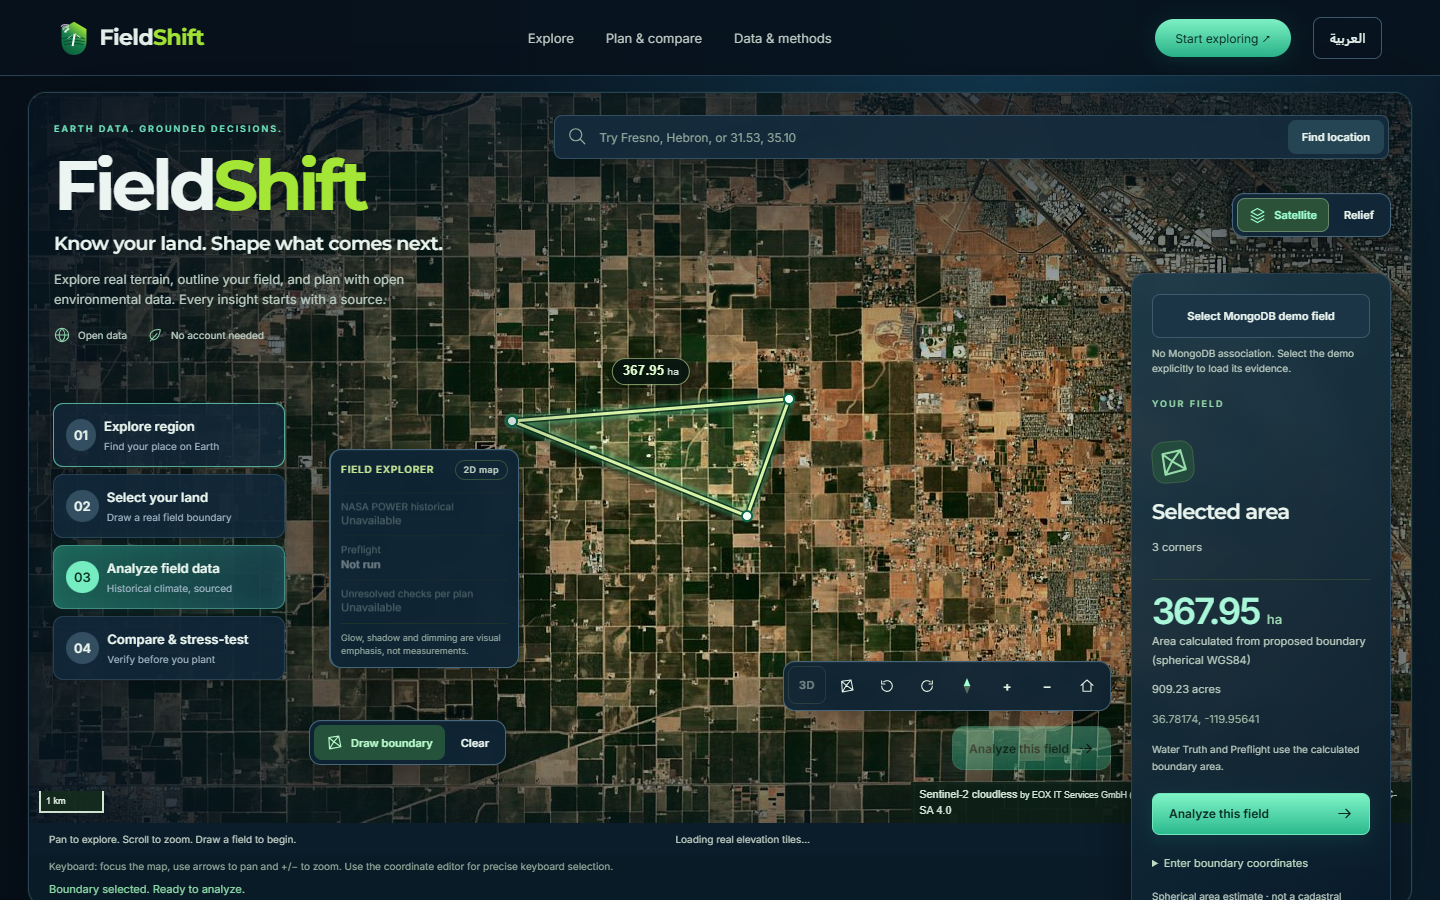 FieldShift
Explore
Plan & compare
Data & methods
Start exploring ↗
العربية
EARTH DATA. GROUNDED DECISIONS.
FieldShift
Know your land. Shape what comes next.
Explore real terrain, outline your field, and plan with open
environmental data. Every insight starts with a source.
Open data
No account needed
Try Fresno, Hebron, or 31.53, 35.10
Find location
Satellite
Relief
01
Explore region
Find your place on Earth
02
Select your land
Draw a real field boundary
03
Analyze field data
Historical climate, sourced
04
Compare & stress-test
Verify before you plant
367.95 ha
FIELD EXPLORER
2D map
NASA POWER historical
Unavailable
Preflight
Not run
Unresolved checks per plan
Unavailable
Glow, shadow and dimming are visual
emphasis, not measurements.
Draw boundary
Clear
3D
+
−
Analyze this field →
1 km
Sentinel-2 cloudless by EOX IT Services GmbH (
SA 4.0
Select MongoDB demo field
No MongoDB association. Select the demo
explicitly to load its evidence.
YOUR FIELD
Selected area
3 corners
367.95 ha
Area calculated from proposed boundary
(spherical WGS84)
909.23 acres
36.78174, -119.95641
Water Truth and Preflight use the calculated
boundary area.
Analyze this field →
▶ Enter boundary coordinates
Spherical area estimate · not a cadastral
Pan to explore. Scroll to zoom. Draw a field to begin.
Loading real elevation tiles...
Keyboard: focus the map, use arrows to pan and +/− to zoom. Use the coordinate editor for precise keyboard selection.
Boundary selected. Ready to analyze.